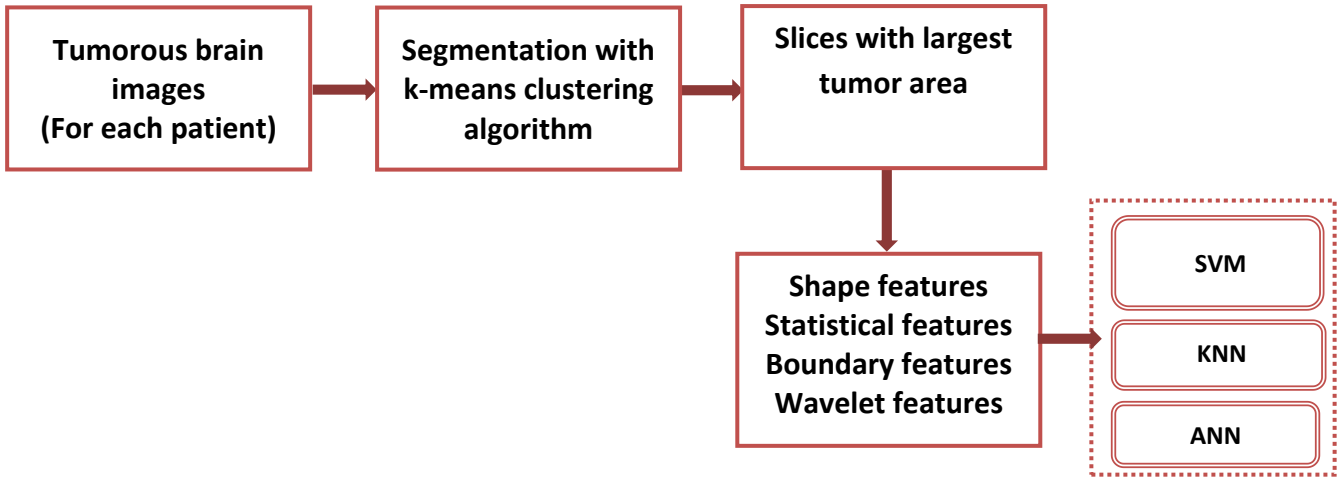 Tumorous brain
images
(For each patient)
Segmentation with
k-means clustering
algorithm
Slices with largest
tumor area
Shape features
Statistical features
Boundary features
Wavelet features
SVM
KNN
ANN